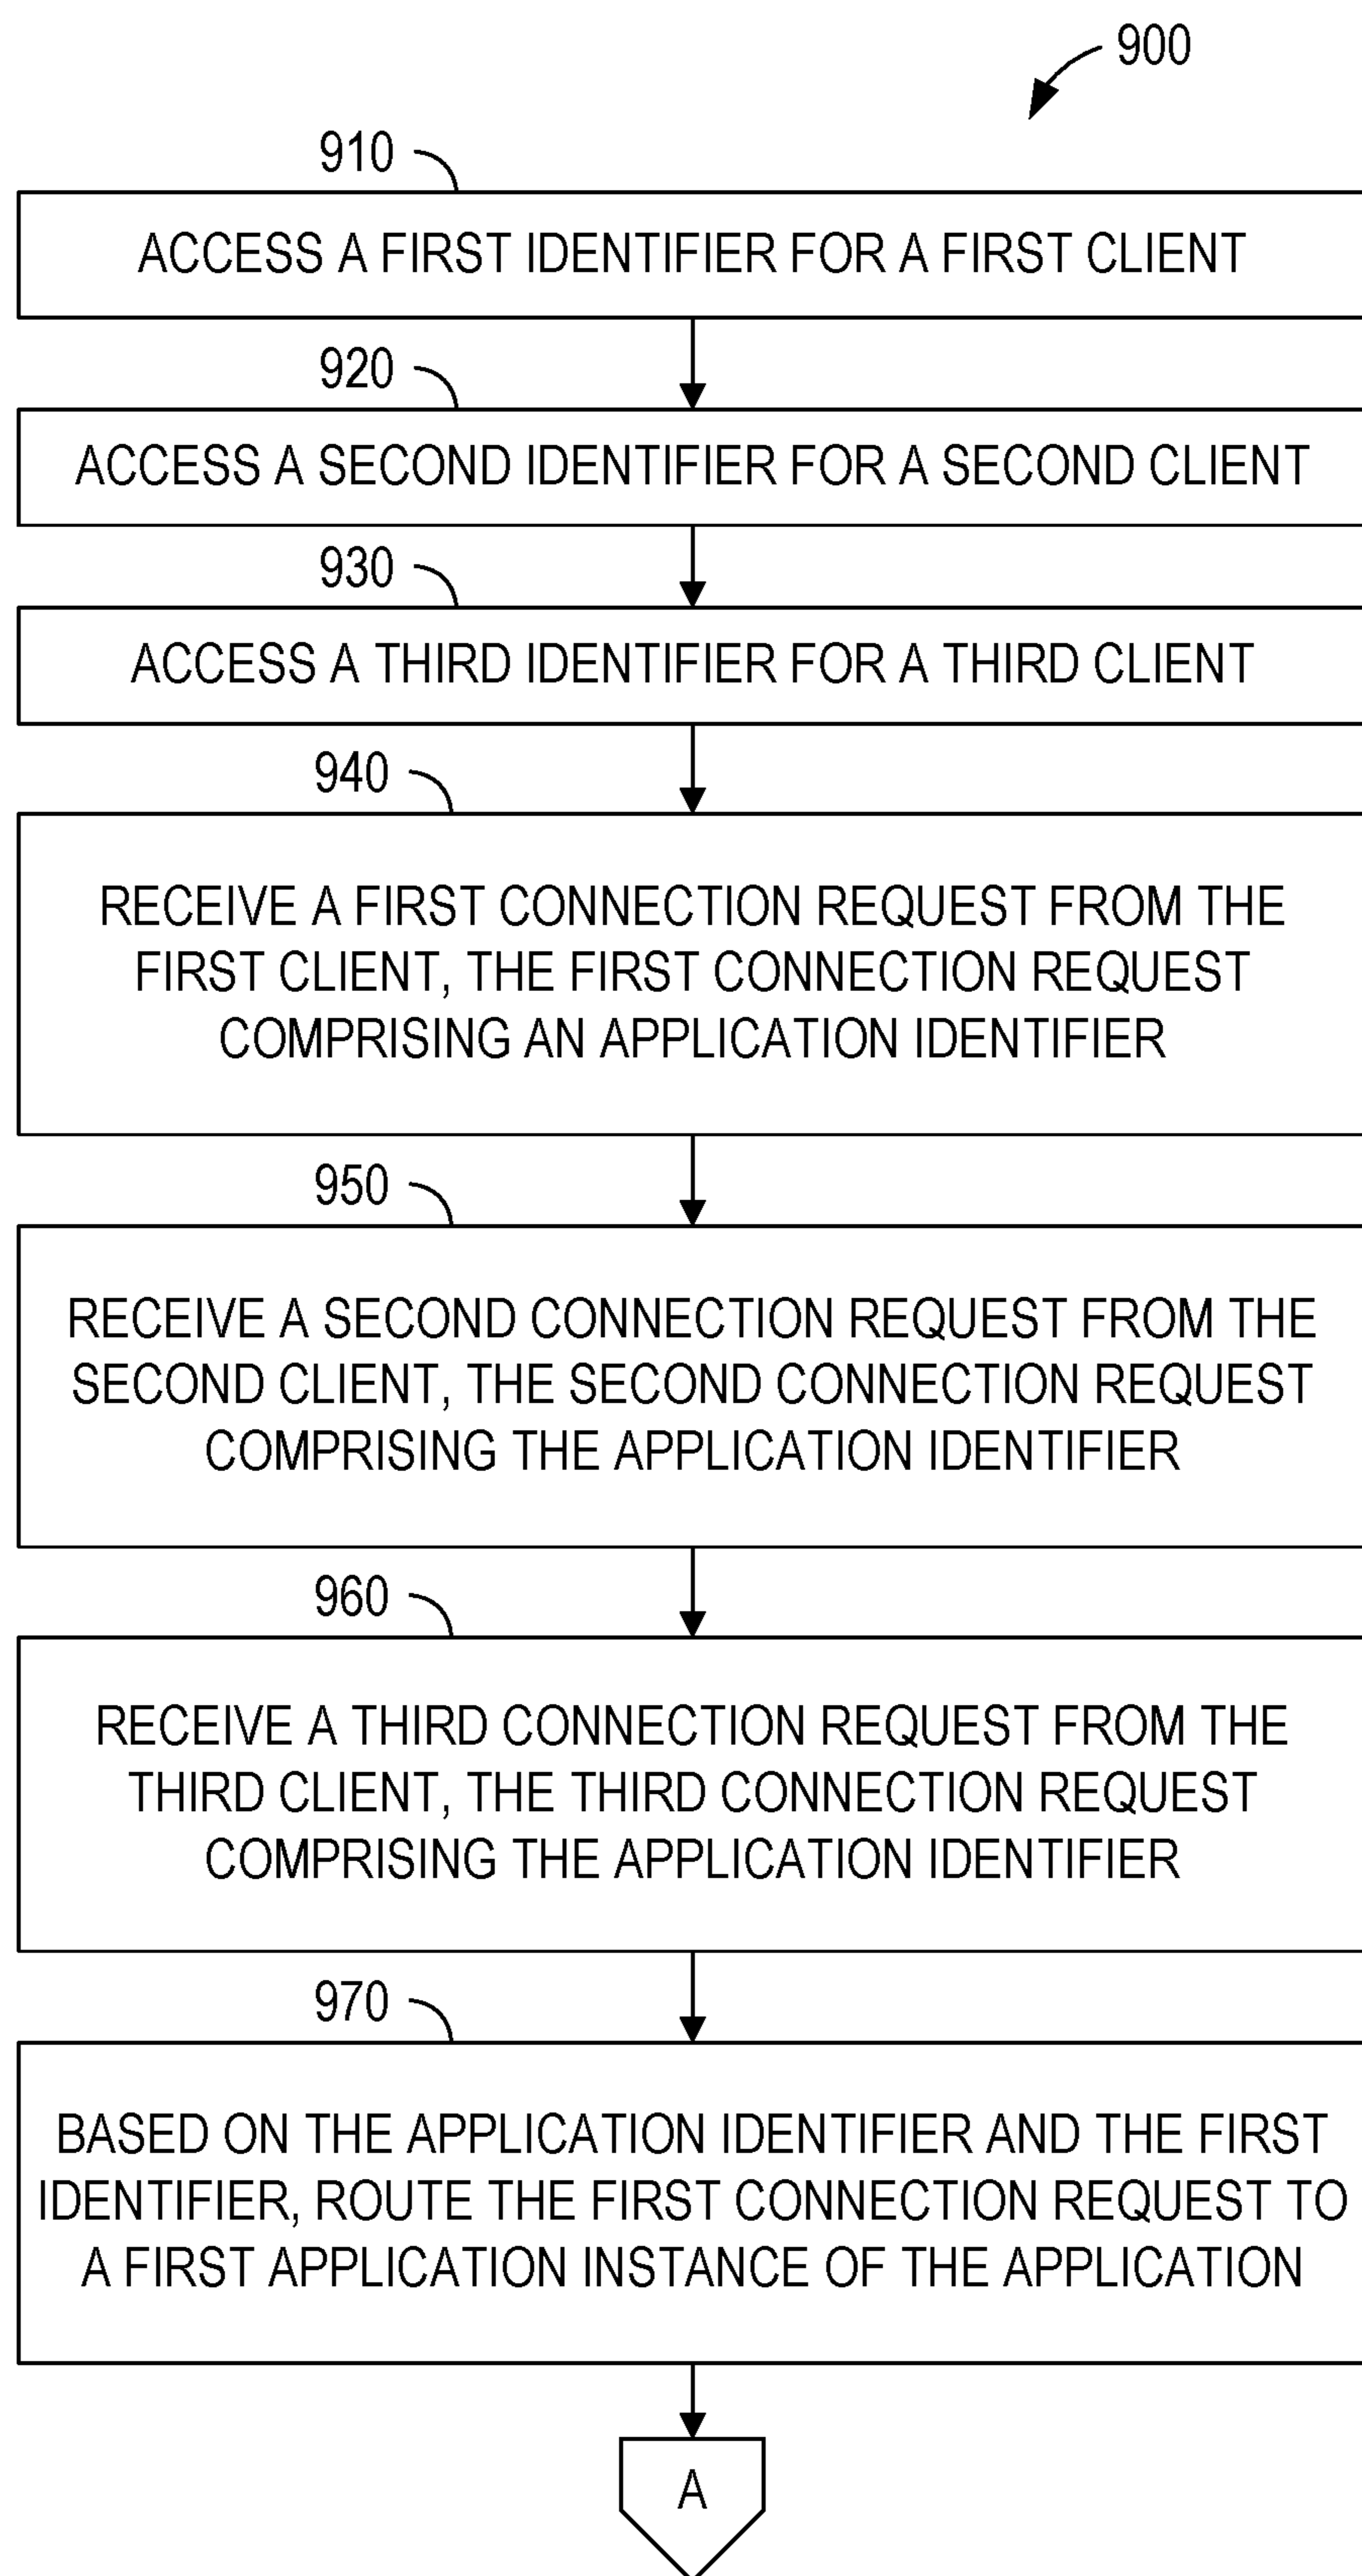 900
910
ACCESS A FIRST IDENTIFIER FOR A FIRST CLIENT
920
ACCESS A SECOND IDENTIFIER FOR A SECOND CLIENT
930
ACCESS A THIRD IDENTIFIER FOR A THIRD CLIENT
940
RECEIVE A FIRST CONNECTION REQUEST FROM THE
FIRST CLIENT, THE FIRST CONNECTION REQUEST
COMPRISING AN APPLICATION IDENTIFIER
950
RECEIVE A SECOND CONNECTION REQUEST FROM THE
SECOND CLIENT, THE SECOND CONNECTION REQUEST
COMPRISING THE APPLICATION IDENTIFIER
960
RECEIVE A THIRD CONNECTION REQUEST FROM THE
THIRD CLIENT, THE THIRD CONNECTION REQUEST
COMPRISING THE APPLICATION IDENTIFIER
970
BASED ON THE APPLICATION IDENTIFIER AND THE FIRST
IDENTIFIER, ROUTE THE FIRST CONNECTION REQUEST TO
A FIRST APPLICATION INSTANCE OF THE APPLICATION
A